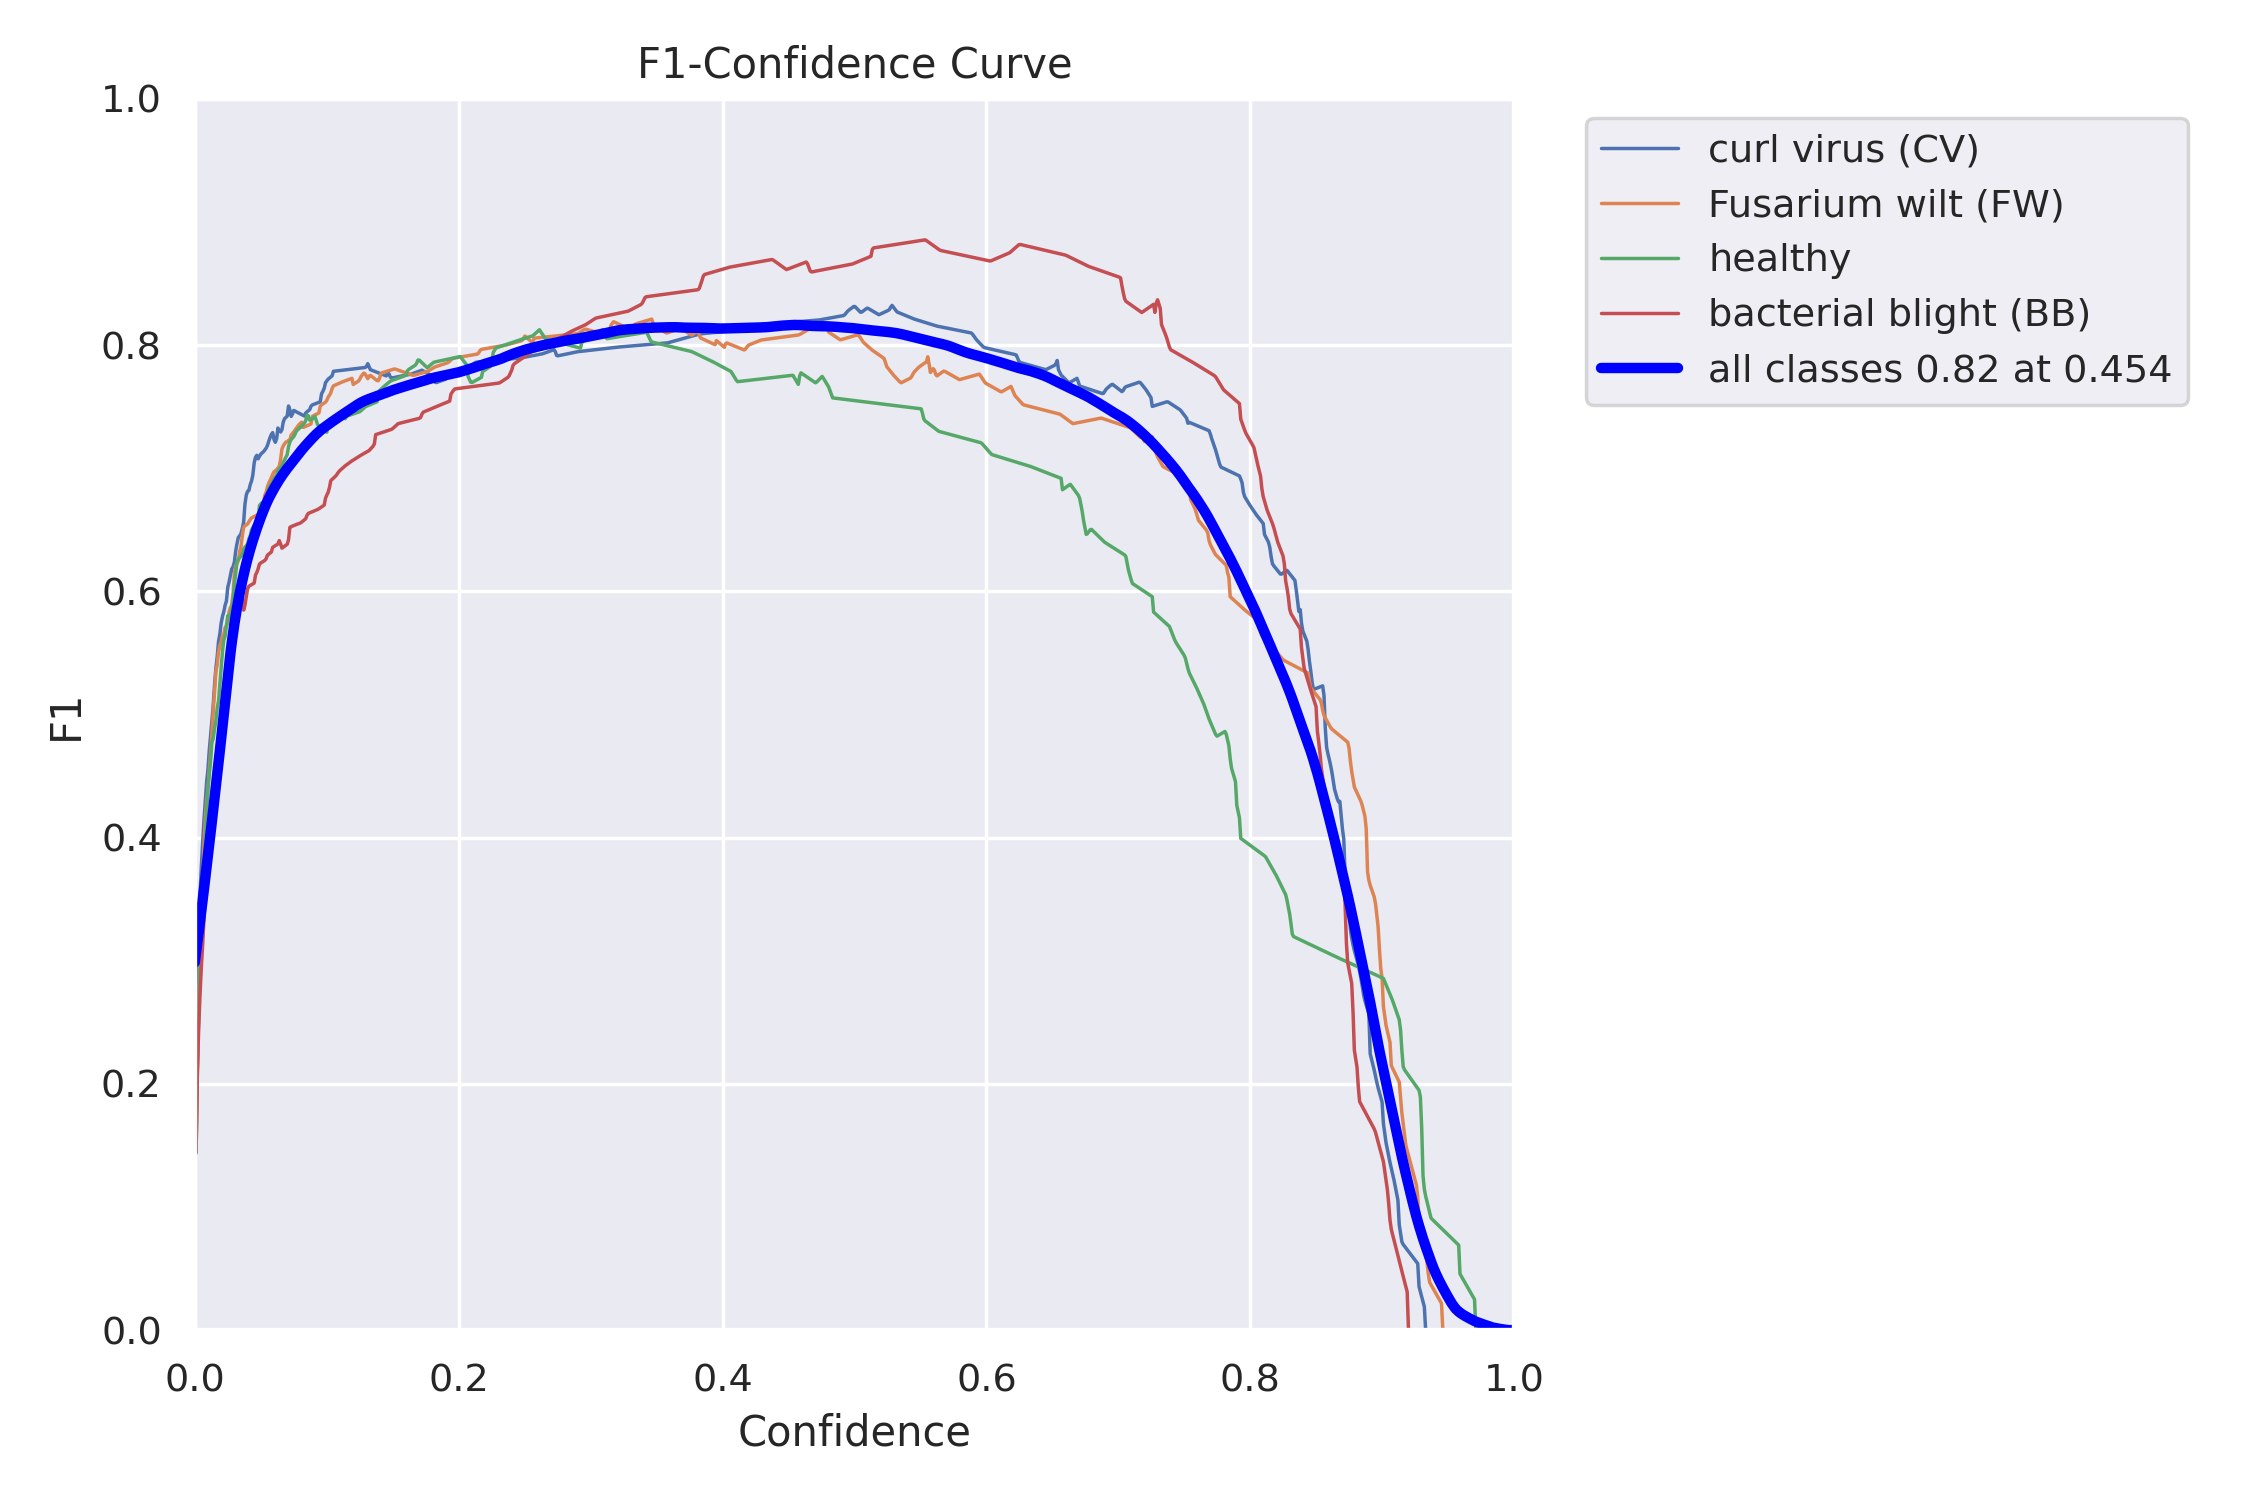 F1-Confidence Curve
1.0
0.8
0.6
0.4
0.2
0.0
F1
0.0 0.2 0.4 0.6 0.8 1.0
Confidence
curl virus (CV)
Fusarium wilt (FW)
healthy
bacterial blight (BB)
all classes 0.82 at 0.454